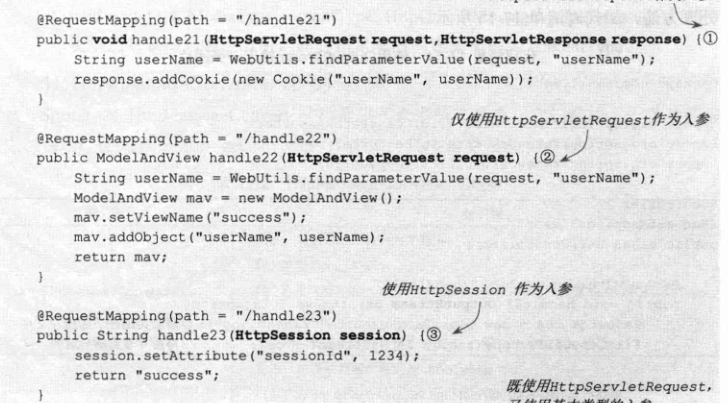 @RequestMapping(path = "/handle21")
public void handle21(HttpServletRequest request,HttpServletResponse response) {①
String userName = WebUtils.findParameterValue(request, "userName");
response.addCookie(new Cookie("userName", userName));
}
仅使用HttpServletRequest作为入参
@RequestMapping(path = "/handle22")
public ModelAndView handle22(HttpServletRequest request) {②
String userName = WebUtils.findParameterValue(request, "userName");
ModelAndView mav = new ModelAndView();
mav.setViewName("success");
mav.addObject("userName", userName);
return mav;
}
使用HttpSession 作为入参
@RequestMapping(path = "/handle23")
public String handle23(HttpSession session) {③
session.setAttribute("sessionId", 1234);
return "success";
}
既使用HttpServletRequest,